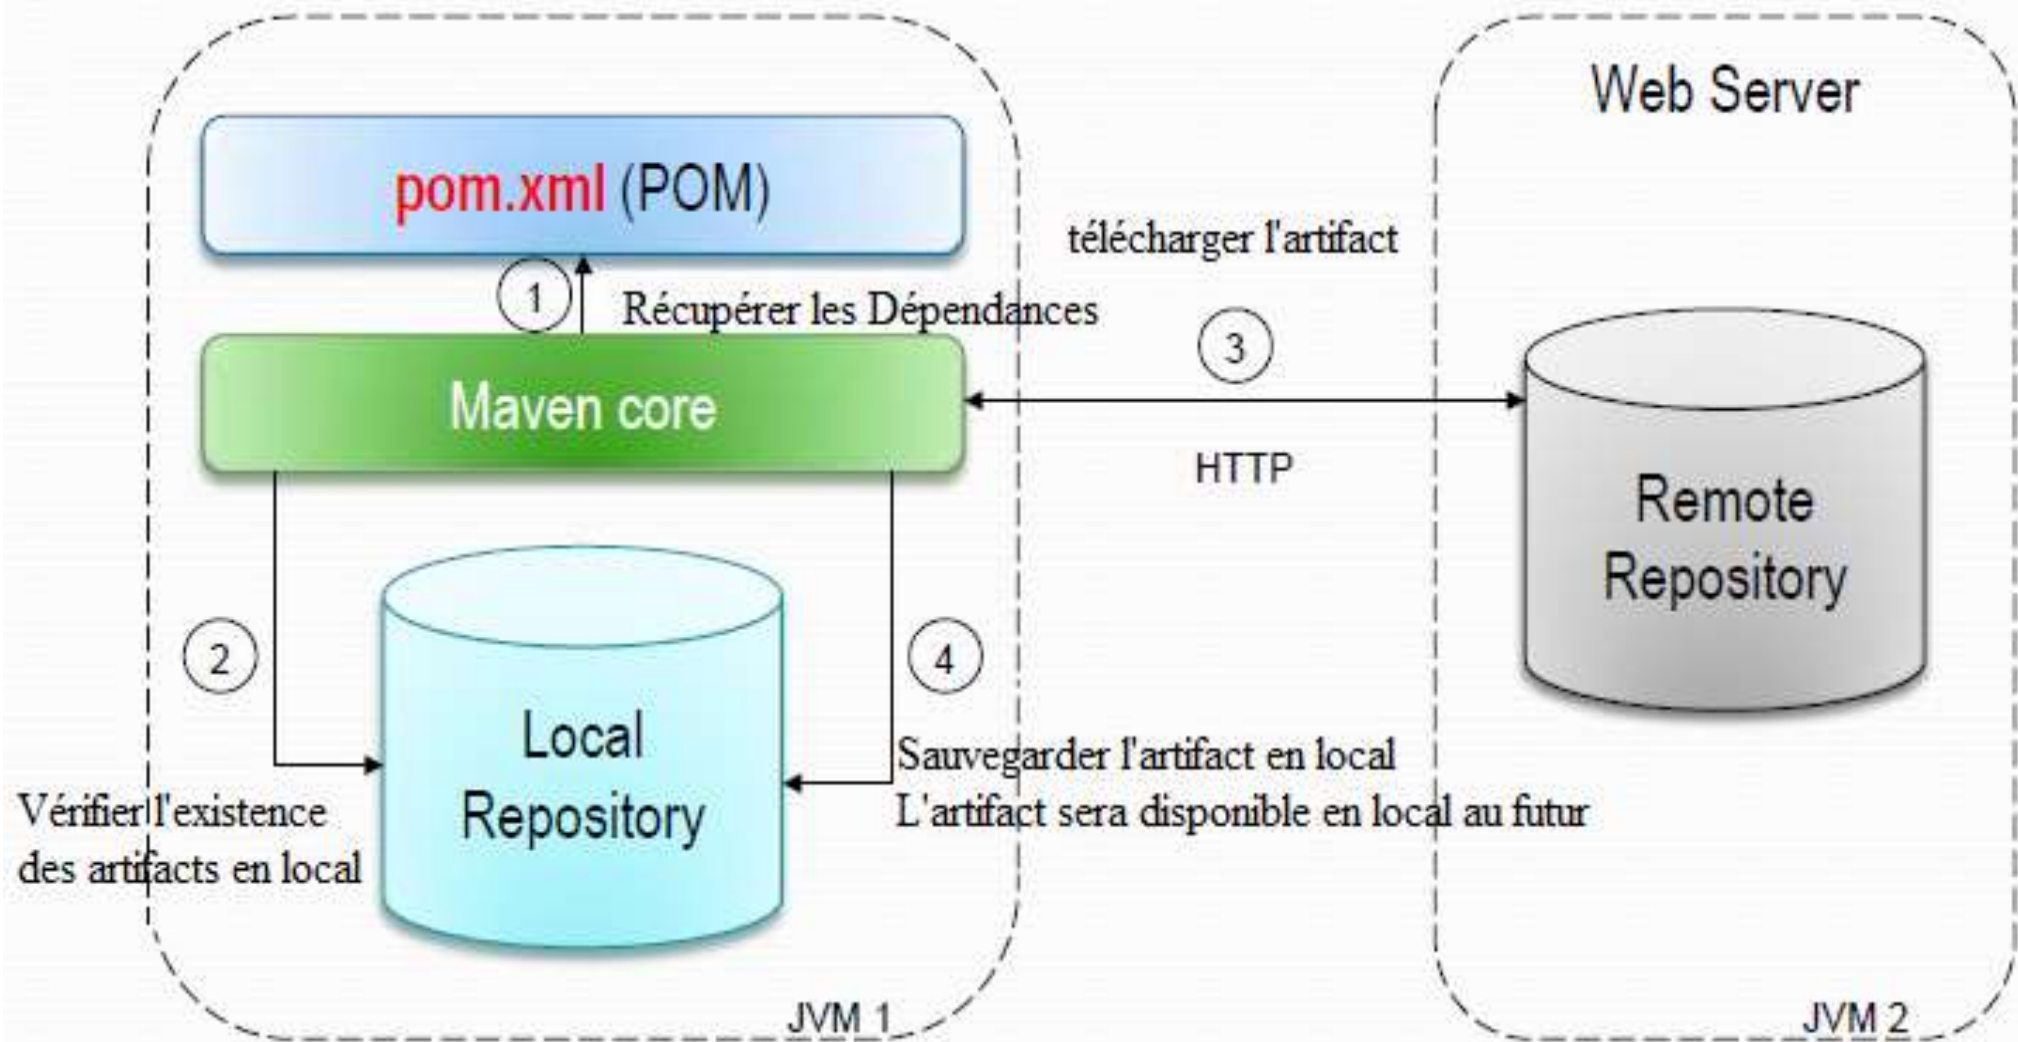 Web Server
pom.xml (POM)
télécharger l'artifact
1
Récupérer les Dépendances
3
Maven core
HTTP
Remote
Repository
2
4
Local
Repository
Sauvegarder l'artifact en local
L'artifact sera disponible en local au futur
Vérifier l'existence
des artifacts en local
JVM 1
JVM 2